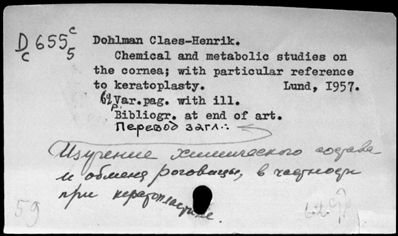 D 655 c
c 5
Dohlman Claes-Henrik.
Chemical and metabolic studies on
the cornea; with particular reference
to keratoplasty. Lund, 1957.
Var.pag. with ill.
Bibliogr. at end of art.
Перевод загл.:
Изучение химического состава
и обмена роговицы, в частности
при кератопластике.
59